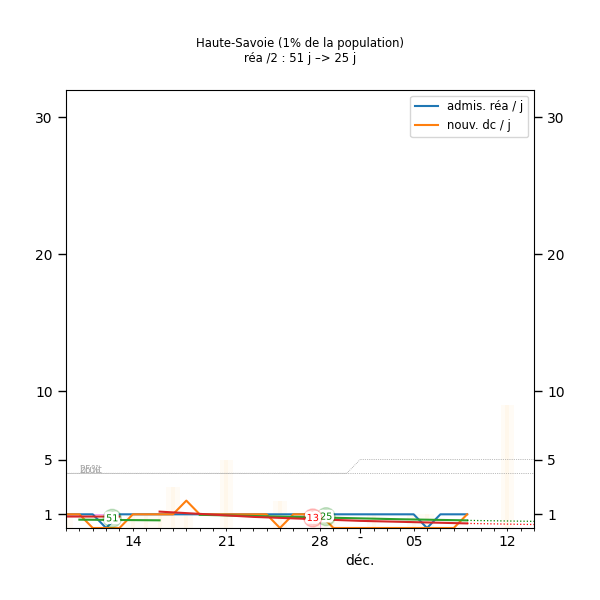 Haute-Savoie (1% de la population)
réa /2 : 51 j –> 25 j
admis. réa / j
nouv. dc / j
30 30
20 20
10 10
5 5
1 1
51 13 25
14 21 28 - 05 12
déc.